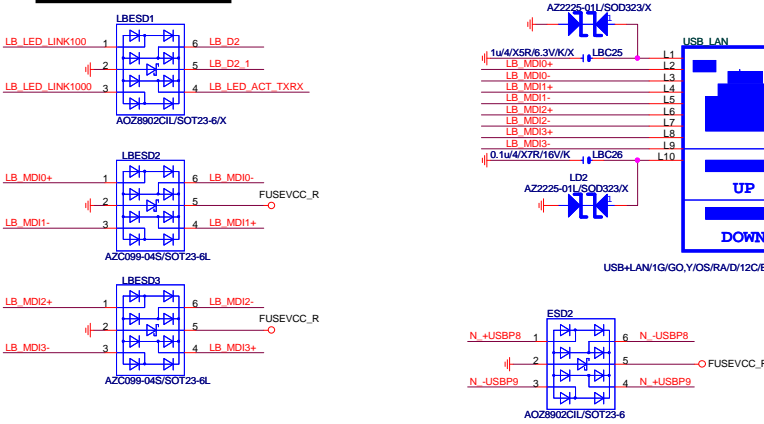 LBESD1
LB_LED_LINK100 1 6 LB_D2
2 5 LB_D2_1
LB_LED_LINK1000 3 4 LB_LED_ACT_TXRX
AOZ8902CIL/SOT23-6/X
LBESD2
LB_MDI0+ 1 6 LB_MDI0-
2 5 FUSEVCC_R
LB_MDI1- 3 4 LB_MDI1+
AZC099-04S/SOT23-6L
LBESD3
LB_MDI2+ 1 6 LB_MDI2-
2 5 FUSEVCC_R
LB_MDI3- 3 4 LB_MDI3+
AZC099-04S/SOT23-6L
AZ2225-01L/SOD323/X
1
USB_LAN
1u/4/X5R/6.3V/K/X LBC25 L1
LB_MDI0+ L2
LB_MDI0- L3
LB_MDI1+ L4
LB_MDI1- L5
LB_MDI2+ L6
LB_MDI2- L7
LB_MDI3+ L8
LB_MDI3- L9
0.1u/4/X7R/16V/K LBC26 L10
LD2
AZ2225-01L/SOD323/X
1
UP
DOWN
USB+LAN/1G/GO,Y/OS/RA/D/12C/
ESD2
N_+USBP8 1 6 N_-USBP8
2 5 FUSEVCC_
N_-USBP9 3 4 N_+USBP9
AOZ8902CIL/SOT23-6